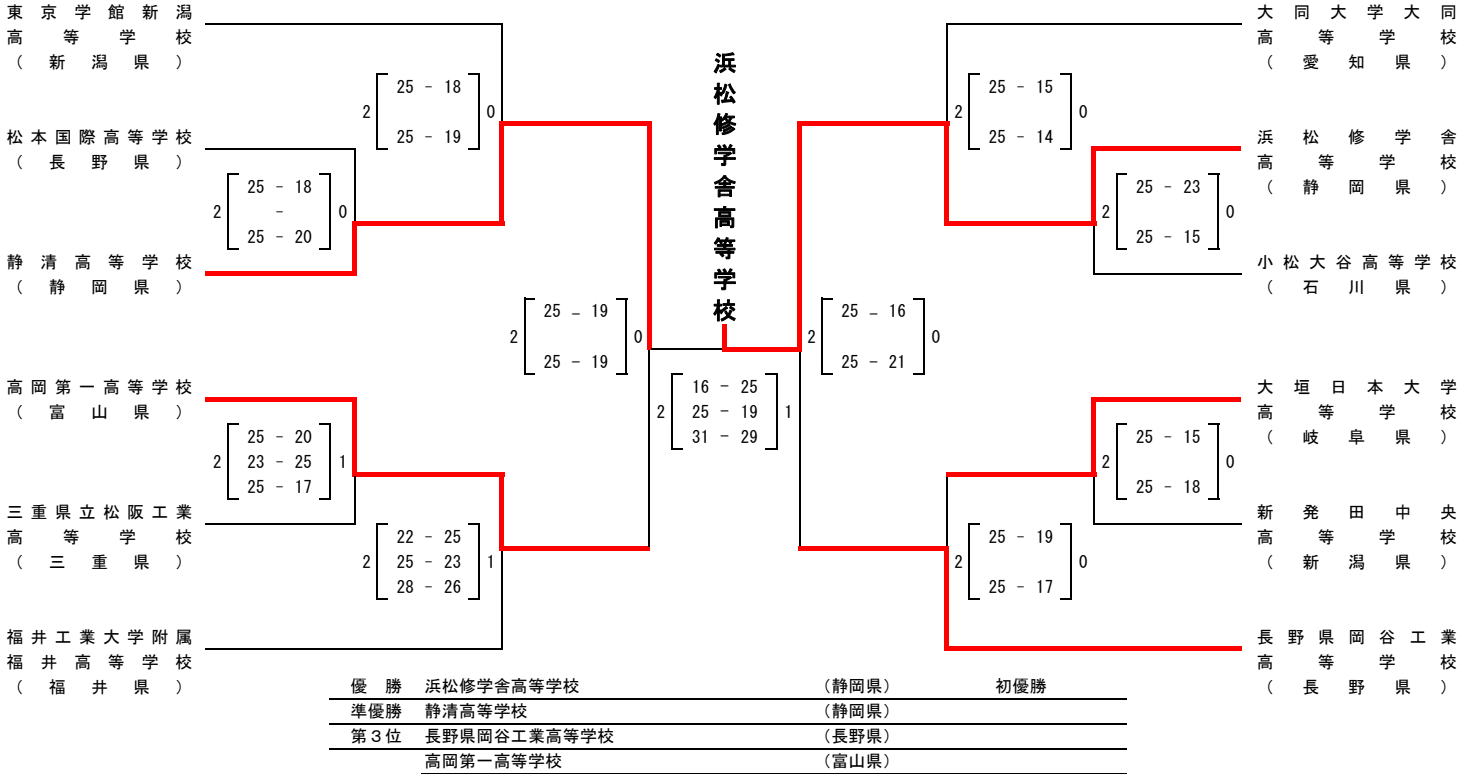 東京学館新潟
高等学校
（新潟県）
松本国際高等学校
（長野県）
静清高等学校
（静岡県）
高岡第一高等学校
（富山県）
三重県立松阪工業
高等学校
（三重県）
福井工業大学附属
福井高等学校
（福井県）
2 25 - 18 0
25 - 19
2 25 - 18 0
-
25 - 20
2 25 - 19 0
25 - 19
2 25 - 20 1
23 - 25
25 - 17
2 22 - 25 1
25 - 23
28 - 26
浜松修学舎高等学校
2 16 - 25 1
25 - 19
31 - 29
2 25 - 15 0
25 - 14
2 25 - 23 0
25 - 15
2 25 - 16 0
25 - 21
2 25 - 15 0
25 - 18
2 25 - 19 0
25 - 17
大同大学大同
高等学校
（愛知県）
浜松修学舎
高等学校
（静岡県）
小松大谷高等学校
（石川県）
大垣日本大学
高等学校
（岐阜県）
新発田中央
高等学校
（新潟県）
長野県岡谷工業
高等学校
（長野県）
優勝 浜松修学舎高等学校 （静岡県） 初優勝
準優勝 静清高等学校 （静岡県）
第３位 長野県岡谷工業高等学校 （長野県）
高岡第一高等学校 （富山県）